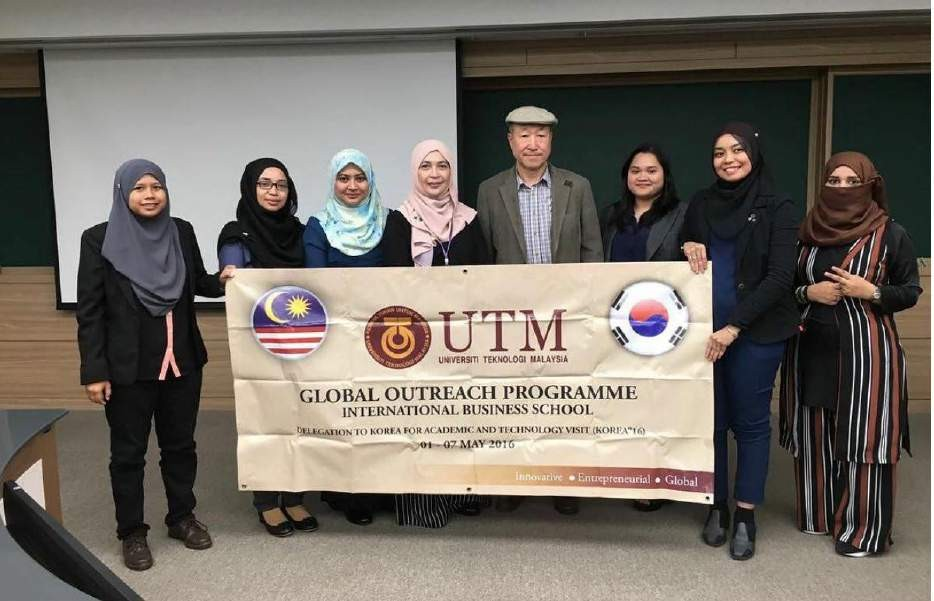 UTM
UNIVERSITI TEKNOLOGI MALAYSIA
GLOBAL OUTREACH PROGRAMME
INTERNATIONAL BUSINESS SCHOOL
DELEGATION TO KOREA FOR ACADEMIC AND TECHNOLOGY VISIT (KOREA'16)
01 - 07 MAY 2016
Innovative ● Entrepreneurial ● Global